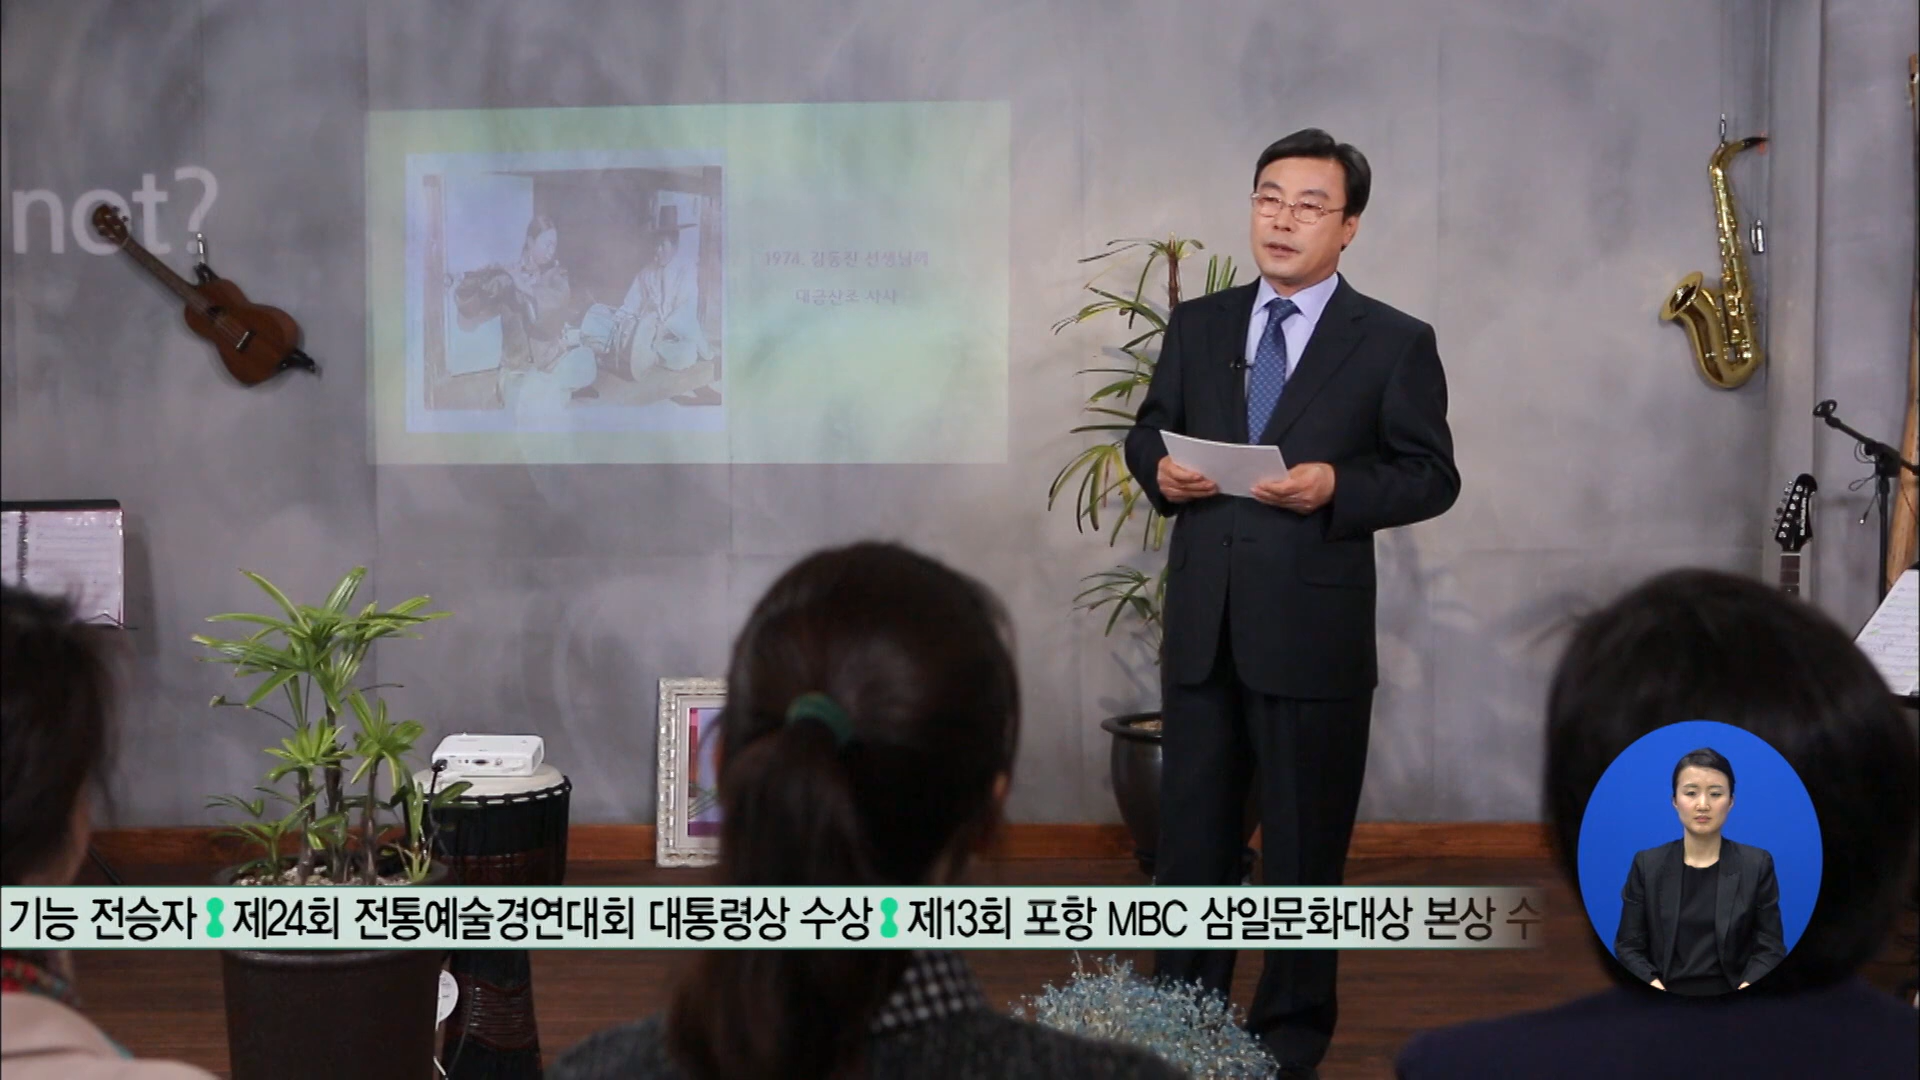 not?
1974. 김동진 선생님께
대금산조 사사
기능 전승자 제24회 전통예술경연대회 대통령상 수상 제13회 포항 MBC 삼일문화대상 본상 수